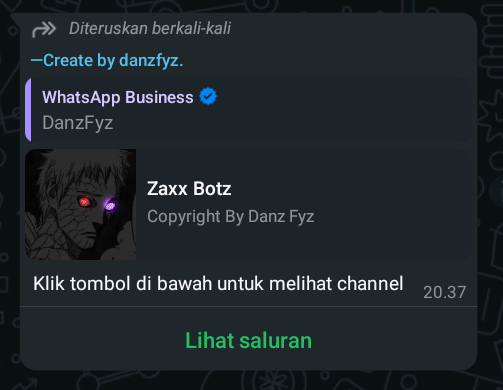 Diteruskan berkali-kali
—Create by danzfyz.
WhatsApp Business
DanzFyz
Zaxx Botz
Copyright By Danz Fyz
Klik tombol di bawah untuk melihat channel
20.37
Lihat saluran